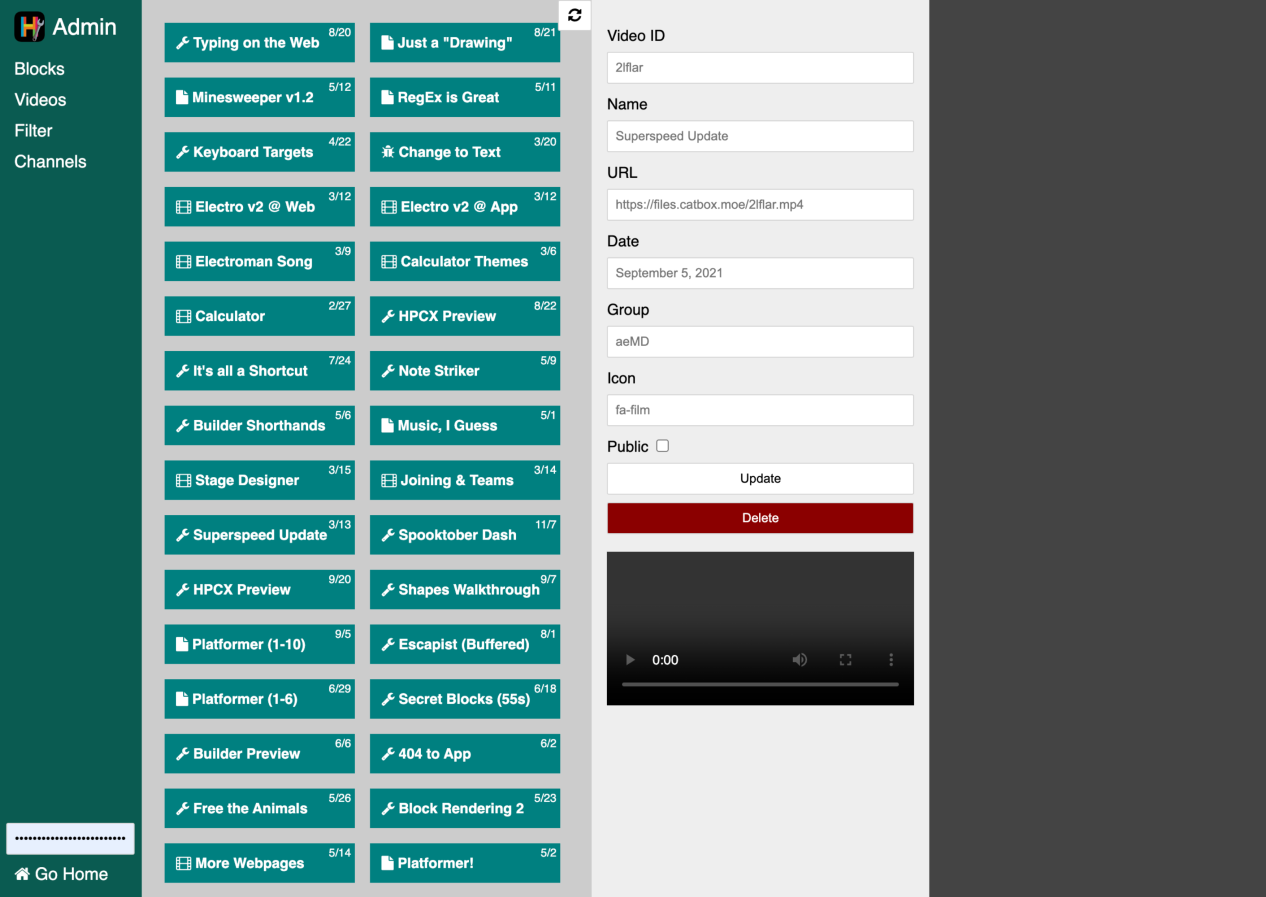 Admin
Blocks
Videos
Filter
Channels
••••••••••••••••••••••••••
Go Home
Typing on the Web 8/20
Just a "Drawing" 8/21
Minesweeper v1.2 5/12
RegEx is Great 5/11
Keyboard Targets 4/22
Change to Text 3/20
Electro v2 @ Web 3/12
Electro v2 @ App 3/12
Electroman Song 3/9
Calculator Themes 3/6
Calculator 2/27
HPCX Preview 8/22
It's all a Shortcut 7/24
Note Striker 5/9
Builder Shorthands 5/6
Music, I Guess 5/1
Stage Designer 3/15
Joining & Teams 3/14
Superspeed Update 3/13
Spooktober Dash 11/7
HPCX Preview 9/20
Shapes Walkthrough 9/7
Platformer (1-10) 9/5
Escapist (Buffered) 8/1
Platformer (1-6) 6/29
Secret Blocks (55s) 6/18
Builder Preview 6/6
404 to App 6/2
Free the Animals 5/26
Block Rendering 2 5/23
More Webpages 5/14
Platformer! 5/2
Video ID
2lflar
Name
Superspeed Update
URL
https://files.catbox.moe/2lflar.mp4
Date
September 5, 2021
Group
aeMD
Icon
fa-film
Public
Update
Delete
0:00